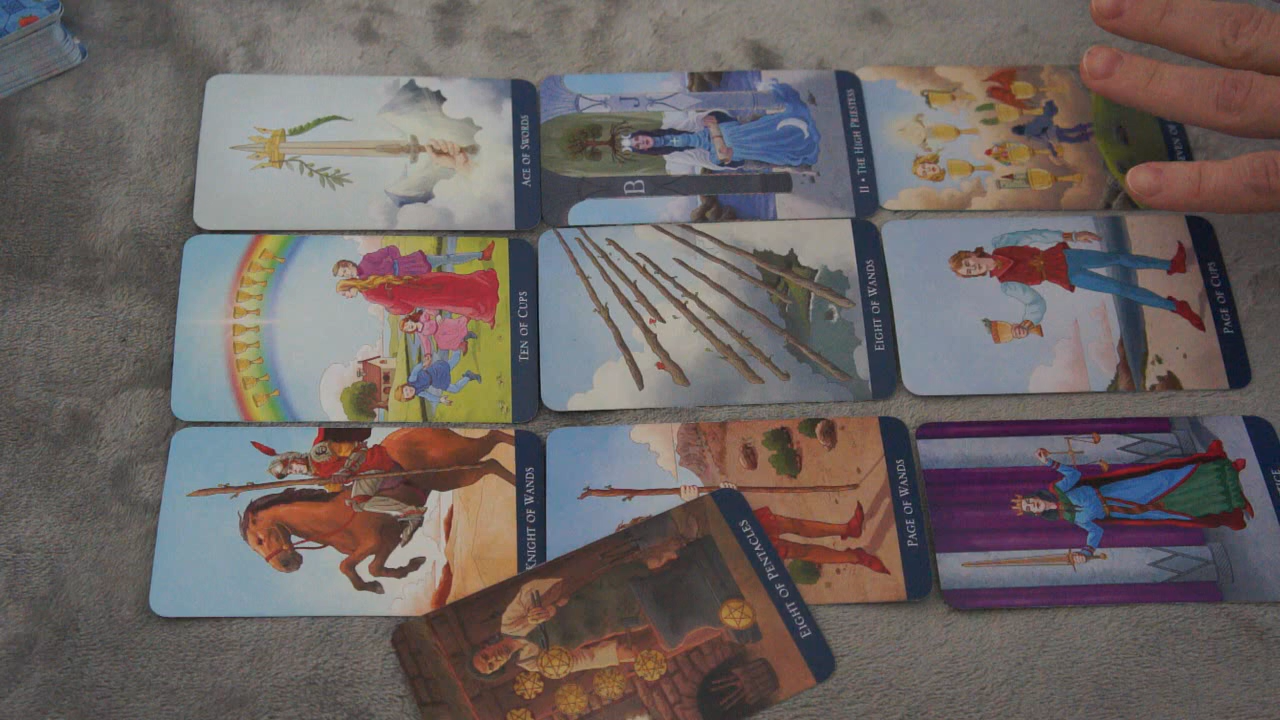 ACE OF SWORDS
B
J
II • THE HIGH PRIESTESS
TEN OF CUPS
EIGHT OF WANDS
PAGE OF CUPS
KNIGHT OF WANDS
PAGE OF WANDS
EIGHT OF PENTACLES